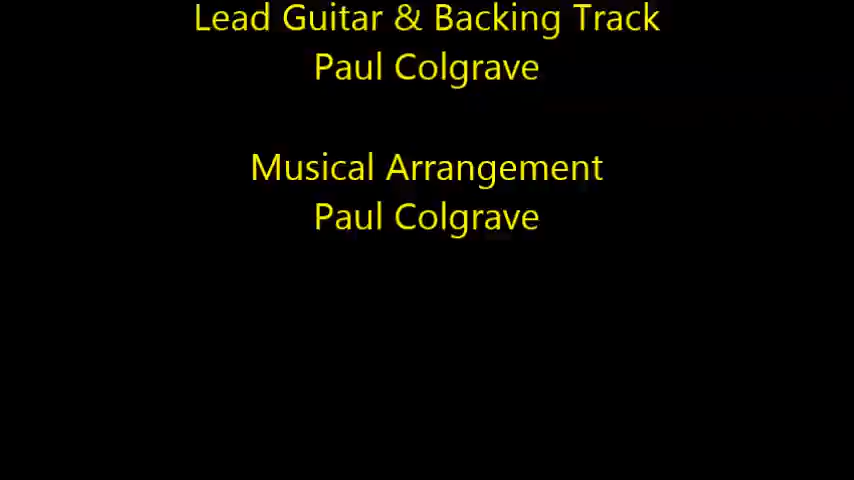 Lead Guitar & Backing Track
Paul Colgrave
Musical Arrangement
Paul Colgrave